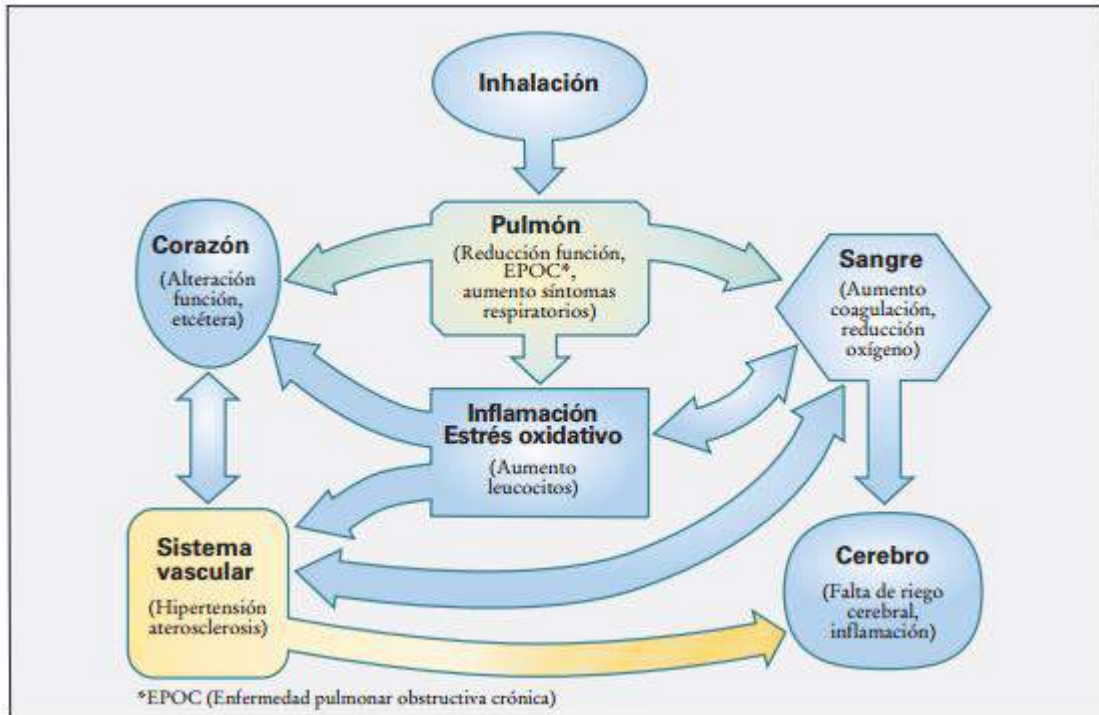 Inhalación
Pulmón
(Reducción función,
EPOC*,
aumento síntomas
respiratorios)
Corazón
(Alteración
función,
etcétera)
Sangre
(Aumento
coagulación,
reducción
oxígeno)
Inflamación
Estrés oxidativo
(Aumento
leucocitos)
Sistema
vascular
(Hipertensión
aterosclerosis)
Cerebro
(Falta de riego
cerebral,
inflamación)
*EPOC (Enfermedad pulmonar obstructiva crónica)